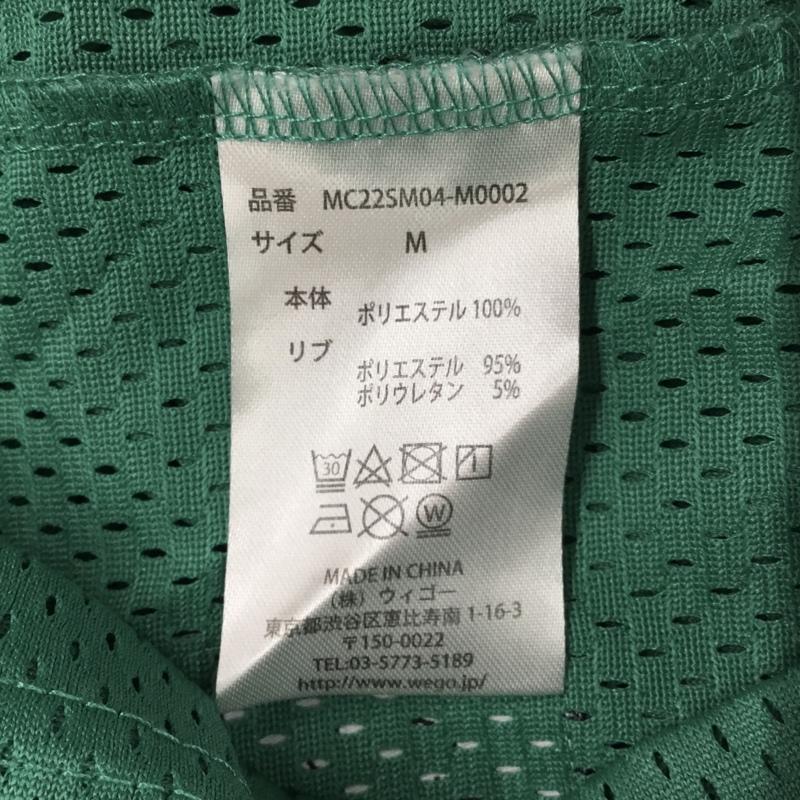 品番 MC22SM04-M0002
サイズ M
本体 ポリエステル 100%
リブ ポリエステル 95%
ポリウレタン 5%
30
W
MADE IN CHINA
（株）ウィゴー
東京都渋谷区恵比寿南 1-16-3
〒150-0022
TEL:03-5773-5189
http://www.wego.jp/